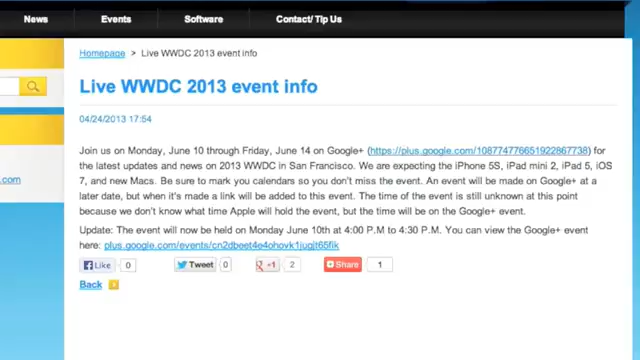 News Events Software Contact/Tip Us
Homepage > Live WWDC 2013 event info
Live WWDC 2013 event info
04/24/2013 17:54
Join us on Monday, June 10 through Friday, June 14 on Google+ (https://plus.google.com/108774776651922867738) for
the latest updates and news on 2013 WWDC in San Francisco. We are expecting the iPhone 5S, iPad mini 2, iPad 5, iOS
.com
7, and new Macs. Be sure to mark you calendars so you don't miss the event. An event will be made on Google+ at a
later date, but when it's made a link will be added to this event. The time of the event is still unknown at this point
because we don't know what time Apple will hold the event, but the time will be on the Google+ event.
Update: The event will now be held on Monday June 10th at 4:00 P.M to 4:30 P.M. You can view the Google+ event
here: plus.google.com/events/cn2dbeet4e4ohovk1jugjt65fik
Like 0 Tweet 0 +1 2 Share 1
Back